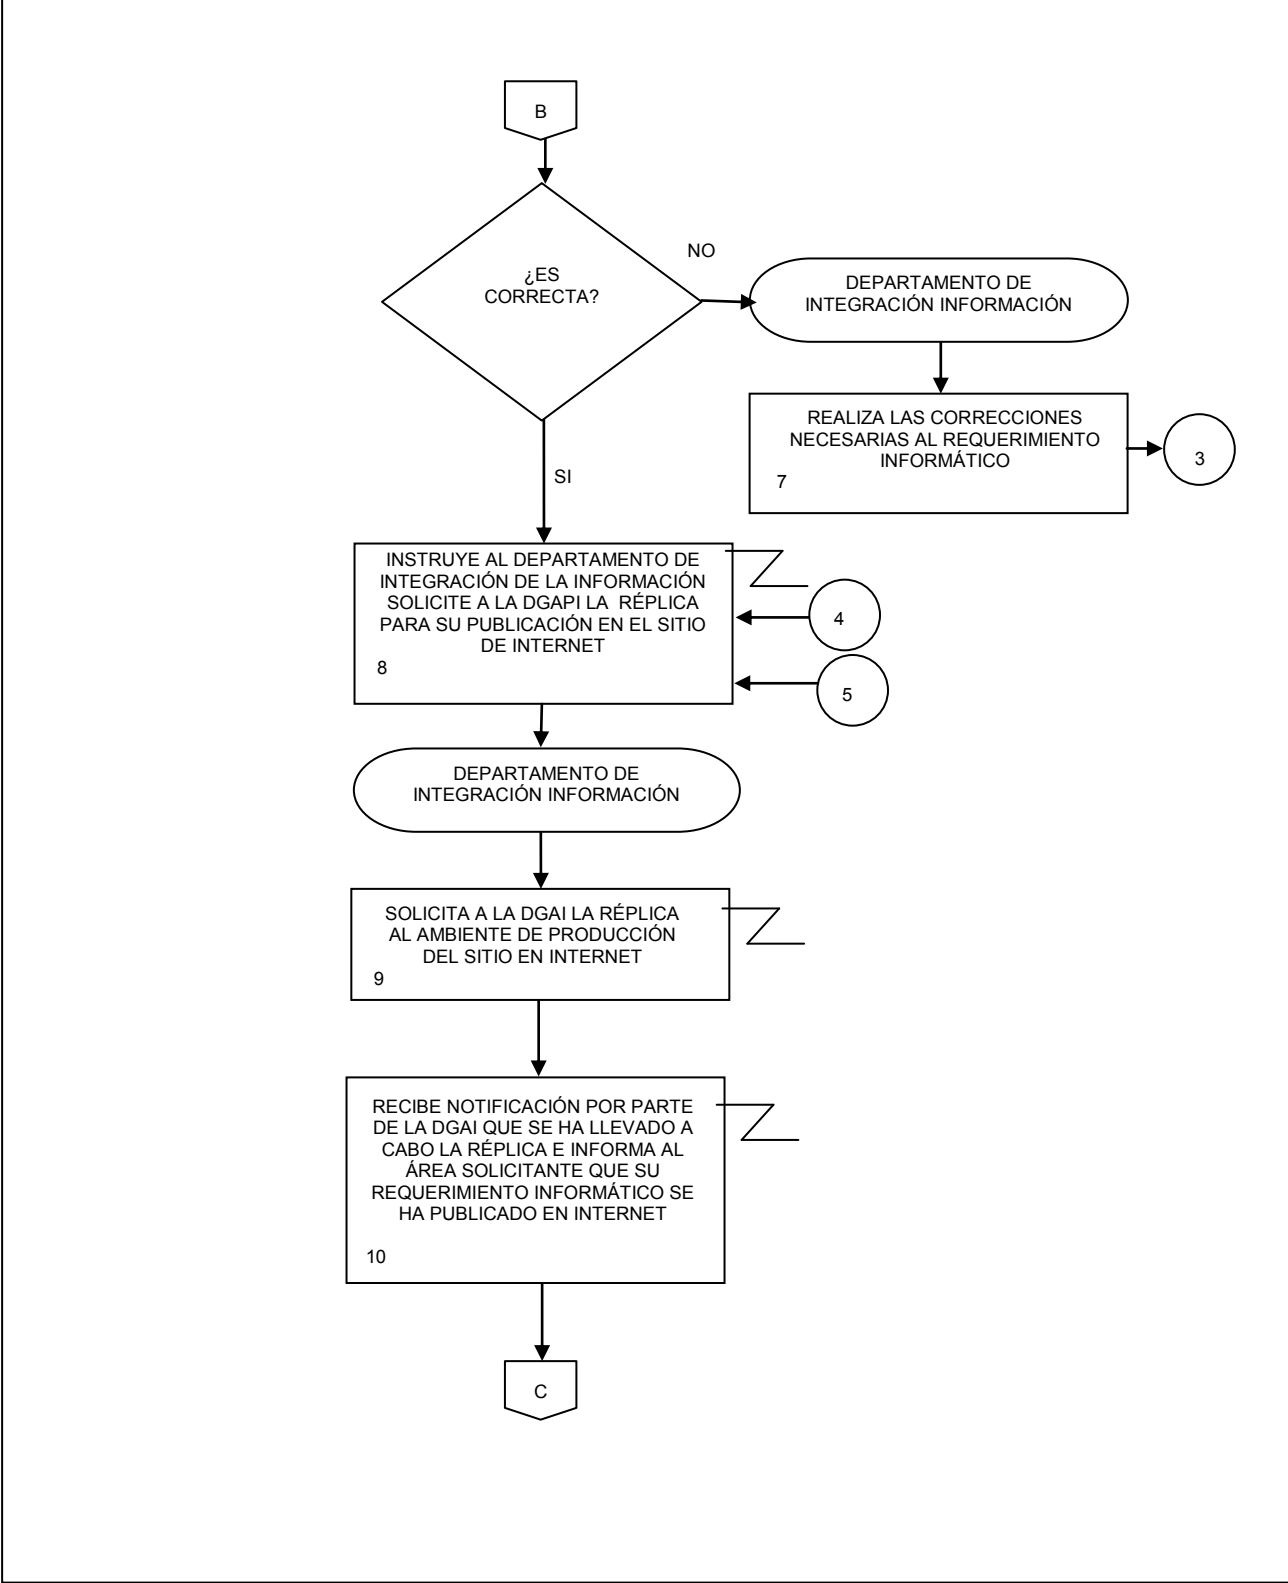 B
¿ES
CORRECTA?
NO
DEPARTAMENTO DE
INTEGRACIÓN INFORMACIÓN
REALIZA LAS CORRECCIONES
NECESARIAS AL REQUERIMIENTO
INFORMÁTICO
7
3
SI
INSTRUYE AL DEPARTAMENTO DE
INTEGRACIÓN DE LA INFORMACIÓN
SOLICITE A LA DGAPI LA RÉPLICA
PARA SU PUBLICACIÓN EN EL SITIO
DE INTERNET
8
4
5
DEPARTAMENTO DE
INTEGRACIÓN INFORMACIÓN
SOLICITA A LA DGAI LA RÉPLICA
AL AMBIENTE DE PRODUCCIÓN
DEL SITIO EN INTERNET
9
RECIBE NOTIFICACIÓN POR PARTE
DE LA DGAI QUE SE HA LLEVADO A
CABO LA RÉPLICA E INFORMA AL
ÁREA SOLICITANTE QUE SU
REQUERIMIENTO INFORMÁTICO SE
HA PUBLICADO EN INTERNET
10
C